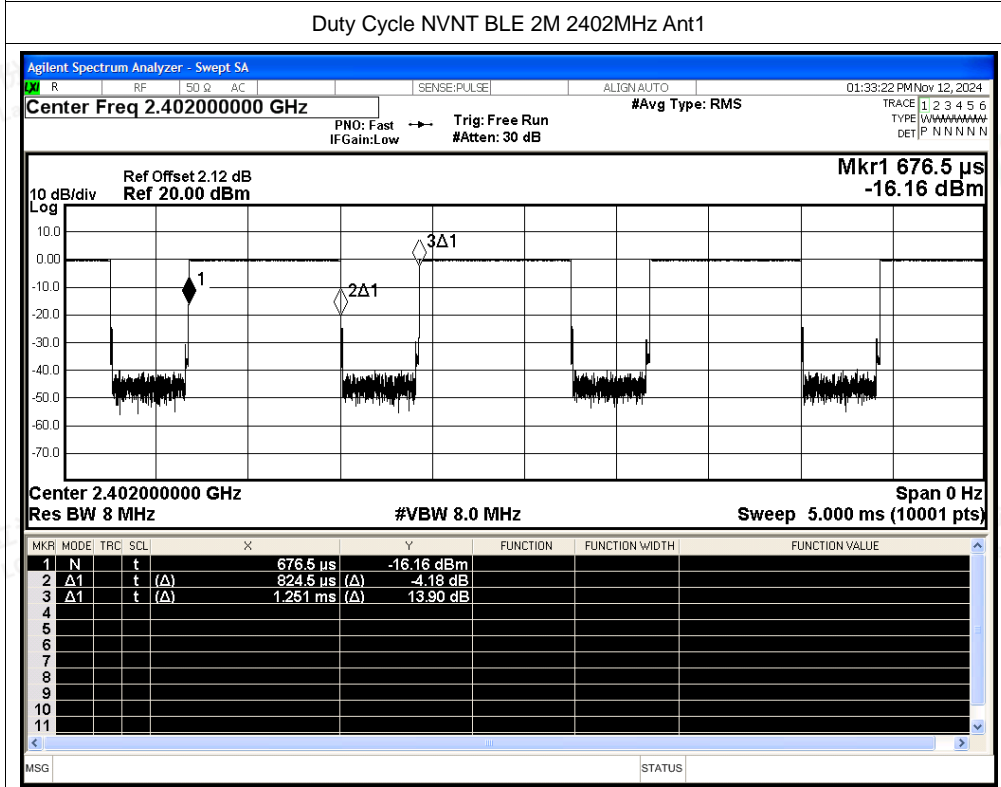 Duty Cycle NVNT BLE 2M 2402MHz Ant1
Agilent Spectrum Analyzer - Swept SA
LXI R RF 50 Ω AC SENSE:PULSE ALIGN AUTO 01:33:22 PM Nov 12, 2024
Center Freq 2.402000000 GHz #Avg Type: RMS TRACE 1 2 3 4 5 6
PNO: Fast Trig: Free Run TYPE WWWWWW
IFGain:Low #Atten: 30 dB DET P N N N N N
Mkr1 676.5 µs
Ref Offset 2.12 dB
10 dB/div Ref 20.00 dBm -16.16 dBm
Log
10.0
3Δ1
0.00
1
-10.0
2Δ1
-20.0
-30.0
-40.0
-50.0
-60.0
-70.0
Center 2.402000000 GHz Span 0 Hz
Res BW 8 MHz #VBW 8.0 MHz Sweep 5.000 ms (10001 pts)
MKR MODE TRC SCL X Y FUNCTION FUNCTION WIDTH FUNCTION VALUE
1 N t 676.5 µs -16.16 dBm
2 Δ1 t (Δ) 824.5 µs (Δ) -4.18 dB
3 Δ1 t (Δ) 1.251 ms (Δ) 13.90 dB
4
5
6
7
8
9
10
11
MSG STATUS